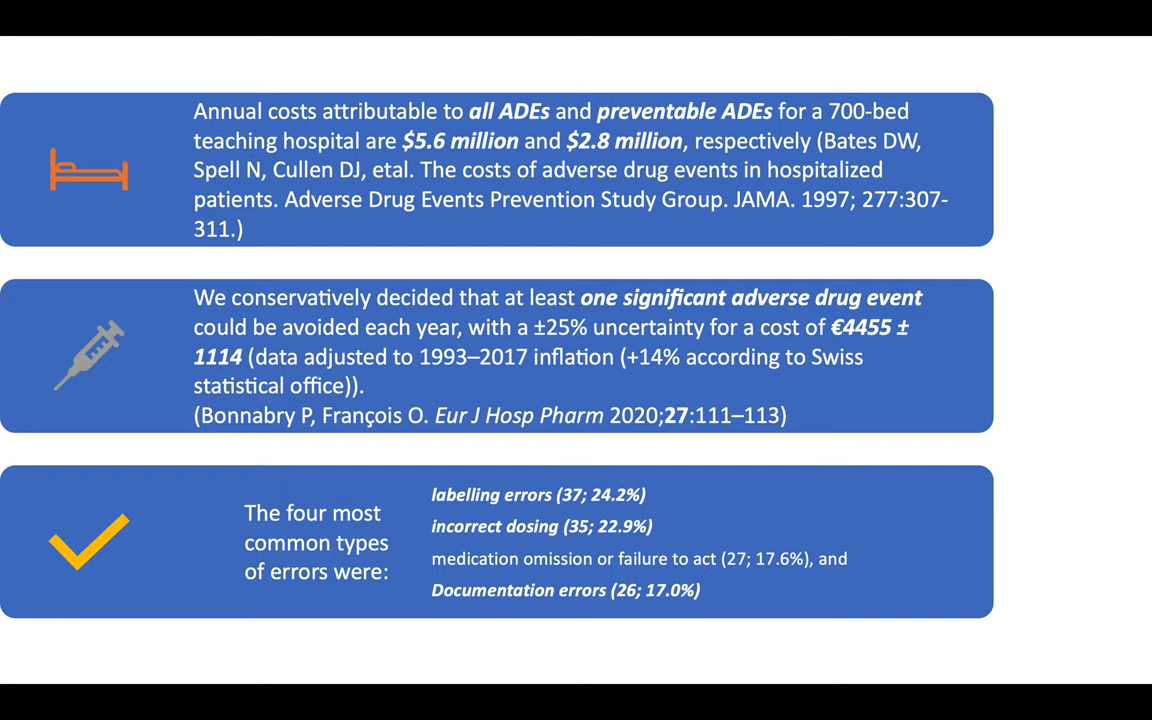 Annual costs attributable to all ADEs and preventable ADEs for a 700-bed
teaching hospital are $5.6 million and $2.8 million, respectively (Bates DW,
Spell N, Cullen DJ, etal. The costs of adverse drug events in hospitalized
patients. Adverse Drug Events Prevention Study Group. JAMA. 1997; 277:307-
311.)
We conservatively decided that at least one significant adverse drug event
could be avoided each year, with a ±25% uncertainty for a cost of €4455 ±
1114 (data adjusted to 1993–2017 inflation (+14% according to Swiss
statistical office)).
(Bonnabry P, François O. Eur J Hosp Pharm 2020;27:111–113)
The four most
common types
of errors were:
labelling errors (37; 24.2%)
incorrect dosing (35; 22.9%)
medication omission or failure to act (27; 17.6%), and
Documentation errors (26; 17.0%)